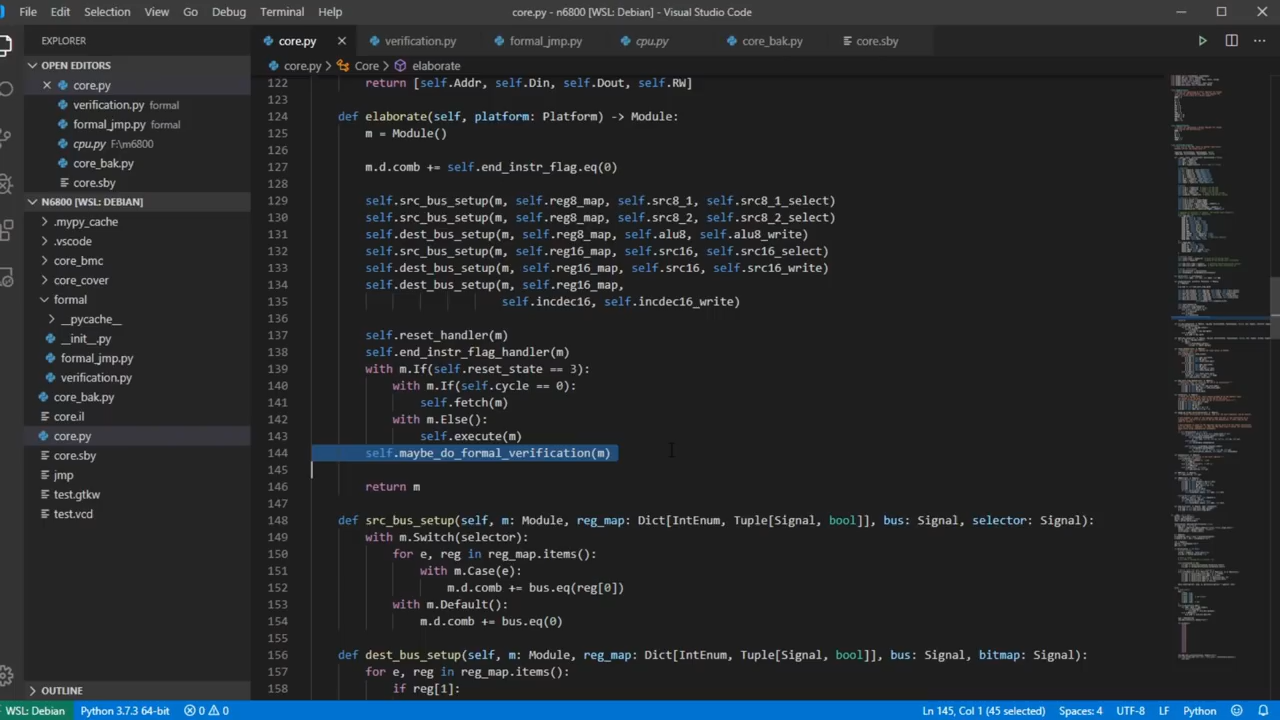 File Edit Selection View Go Debug Terminal Help core.py - n6800 [WSL: Debian] - Visual Studio Code
EXPLORER
OPEN EDITORS
core.py
verification.py formal
formal_jmp.py formal
cpu.py F:\m6800
core_bak.py
core.sby
N6800 [WSL: DEBIAN]
.mypy_cache
.vscode
core_bmc
core_cover
formal
__pycache__
__init__.py
formal_jmp.py
verification.py
core_bak.py
core.il
core.py
core.sby
jmp
test.gtkw
test.vcd
OUTLINE
core.py verification.py formal_jmp.py cpu.py core_bak.py core.sby
core.py > Core > elaborate
122 return [self.Addr, self.Din, self.Dout, self.RW]
123
124 def elaborate(self, platform: Platform) -> Module:
125 m = Module()
126
127 m.d.comb += self.end_instr_flag.eq(0)
128
129 self.src_bus_setup(m, self.reg8_map, self.src8_1, self.src8_1_select)
130 self.src_bus_setup(m, self.reg8_map, self.src8_2, self.src8_2_select)
131 self.dest_bus_setup(m, self.reg8_map, self.alu8, self.alu8_write)
132 self.src_bus_setup(m, self.reg16_map, self.src16, self.src16_select)
133 self.dest_bus_setup(m, self.reg16_map, self.src16, self.src16_write)
134 self.dest_bus_setup(m, self.reg16_map,
135 self.incdec16, self.incdec16_write)
136
137 self.reset_handler(m)
138 self.end_instr_flag_handler(m)
139 with m.If(self.reset_state == 3):
140 with m.If(self.cycle == 0):
141 self.fetch(m)
142 with m.Else():
143 self.execute(m)
144 self.maybe_do_formal_verification(m)
145
146 return m
147
148 def src_bus_setup(self, m: Module, reg_map: Dict[IntEnum, Tuple[Signal, bool]], bus: Signal, selector: Signal):
149 with m.Switch(selector):
150 for e, reg in reg_map.items():
151 with m.Case(e):
152 m.d.comb += bus.eq(reg[0])
153 with m.Default():
154 m.d.comb += bus.eq(0)
155
156 def dest_bus_setup(self, m: Module, reg_map: Dict[IntEnum, Tuple[Signal, bool]], bus: Signal, bitmap: Signal):
157 for e, reg in reg_map.items():
158 if reg[1]:
WSL: Debian Python 3.7.3 64-bit 0 0 Ln 145, Col 1 (45 selected) Spaces: 4 UTF-8 LF Python